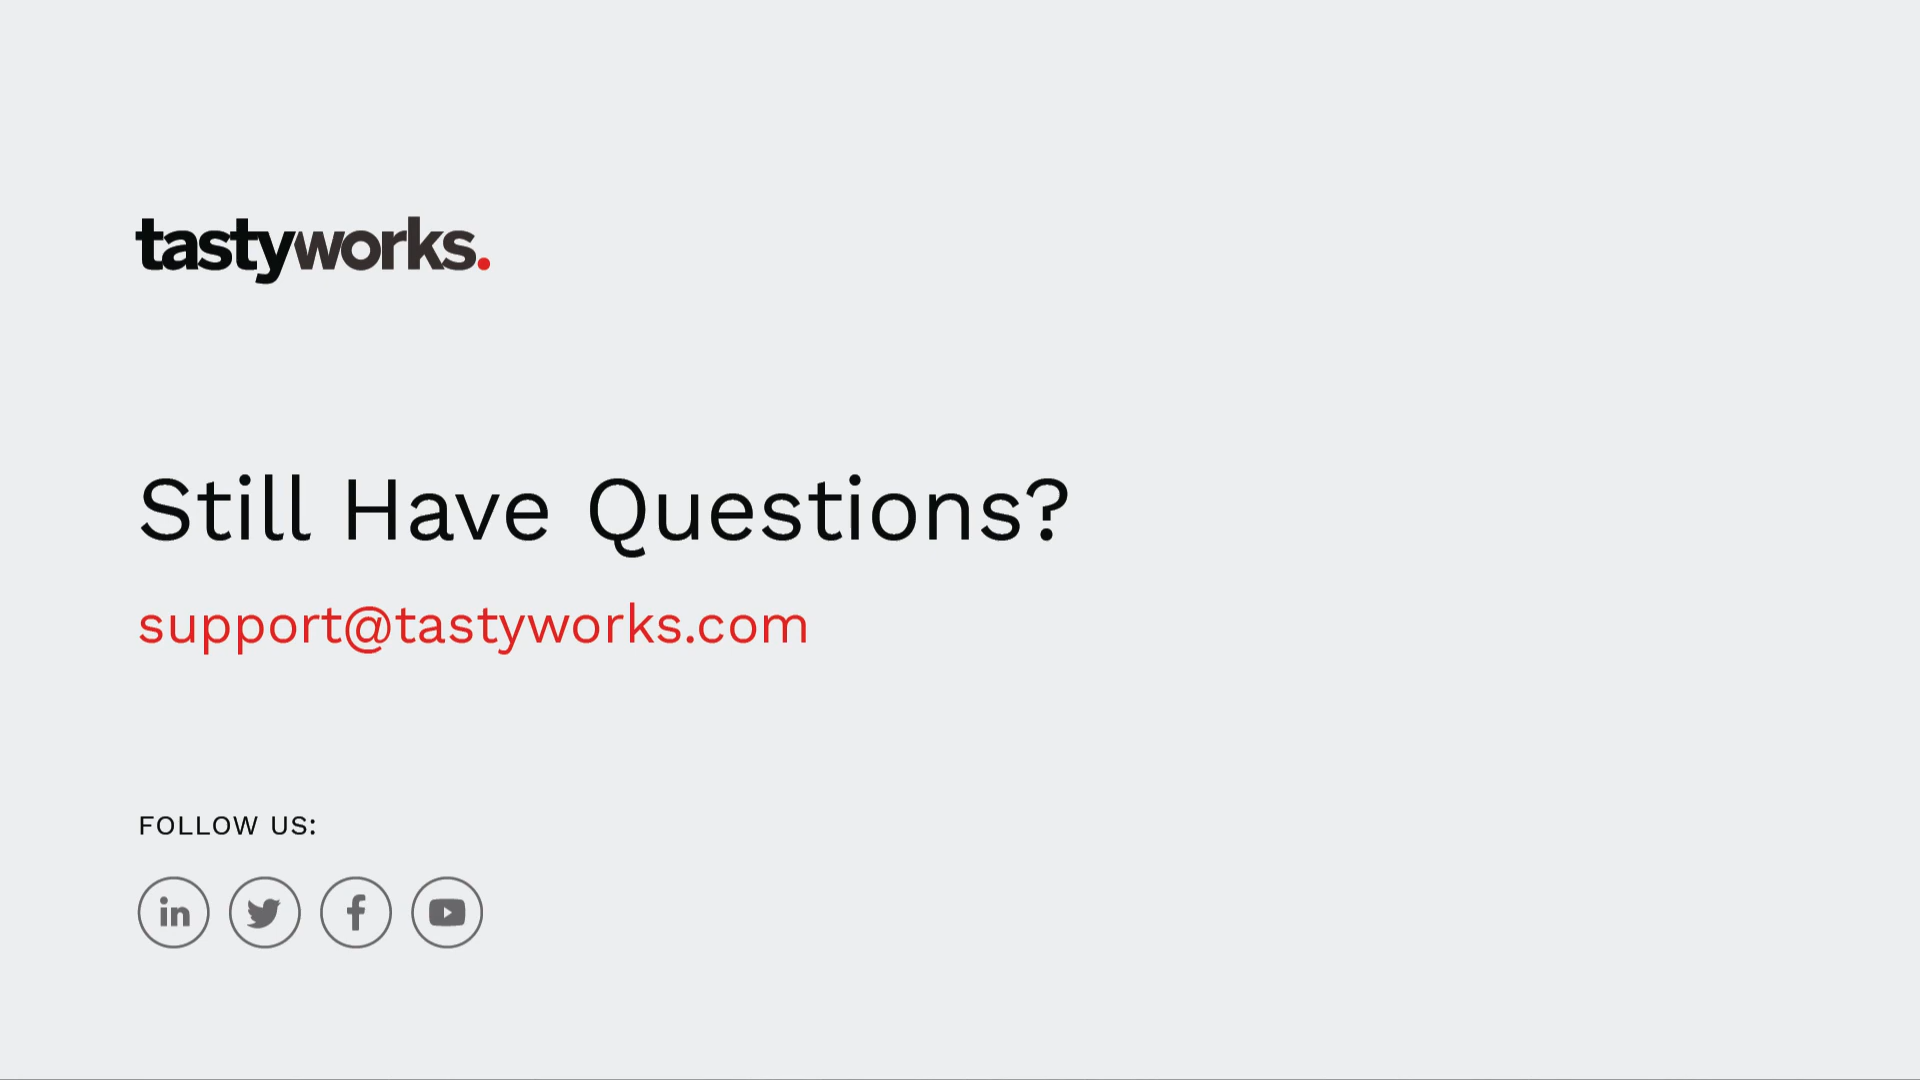 tastyworks.
Still Have Questions?
support@tastyworks.com
FOLLOW US:
in